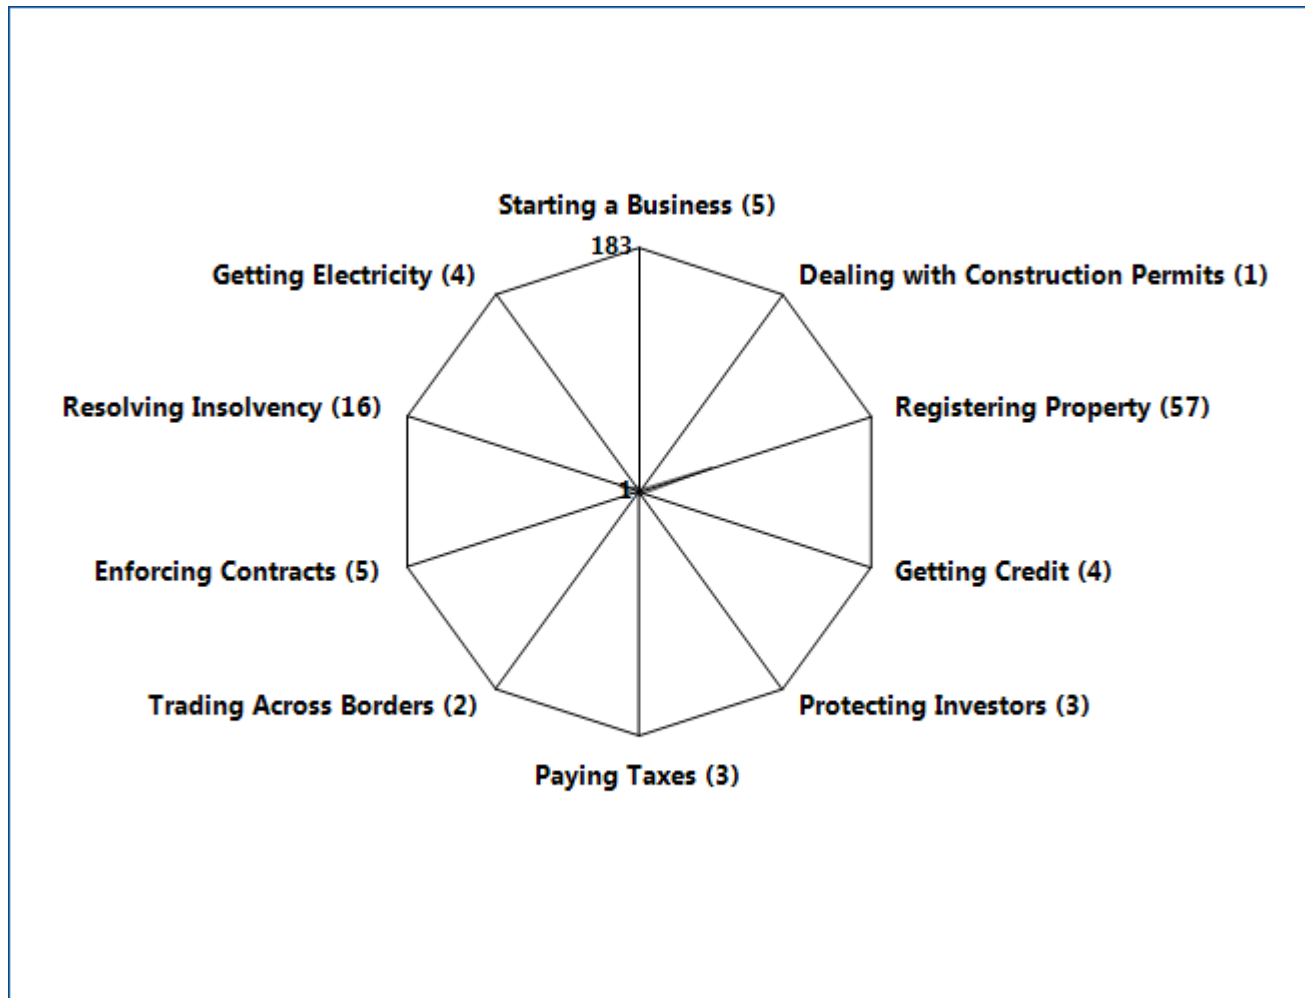 Starting a Business (5)
183
Getting Electricity (4)
Dealing with Construction Permits (1)
Resolving Insolvency (16)
Registering Property (57)
1
Enforcing Contracts (5)
Getting Credit (4)
Trading Across Borders (2)
Protecting Investors (3)
Paying Taxes (3)